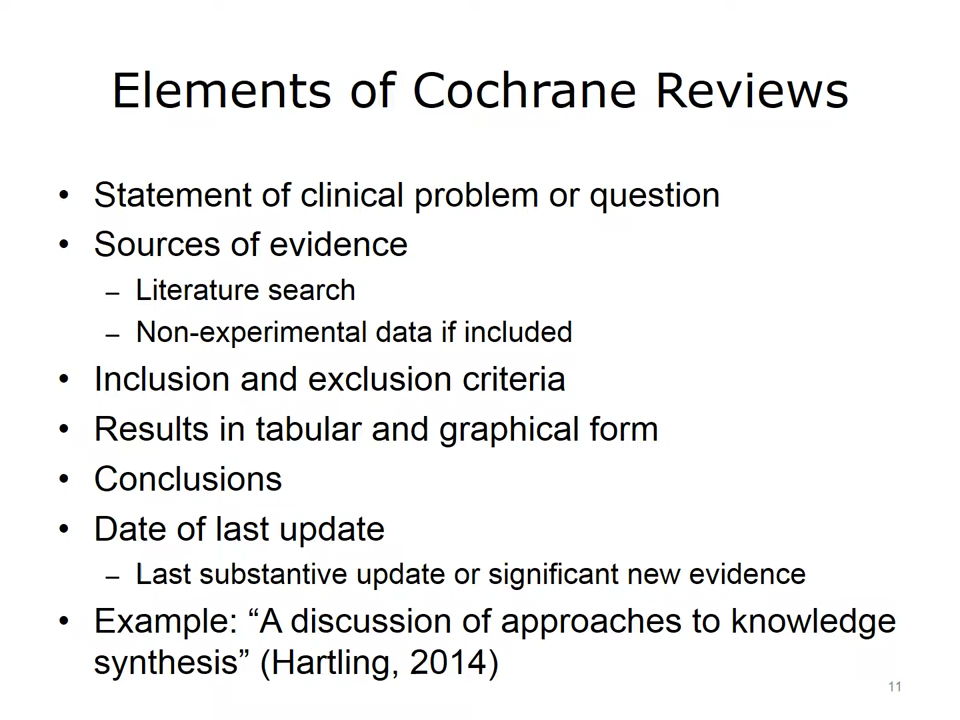 Elements of Cochrane Reviews
• Statement of clinical problem or question
• Sources of evidence
– Literature search
– Non-experimental data if included
• Inclusion and exclusion criteria
• Results in tabular and graphical form
• Conclusions
• Date of last update
– Last substantive update or significant new evidence
• Example: “A discussion of approaches to knowledge
synthesis” (Hartling, 2014)
11